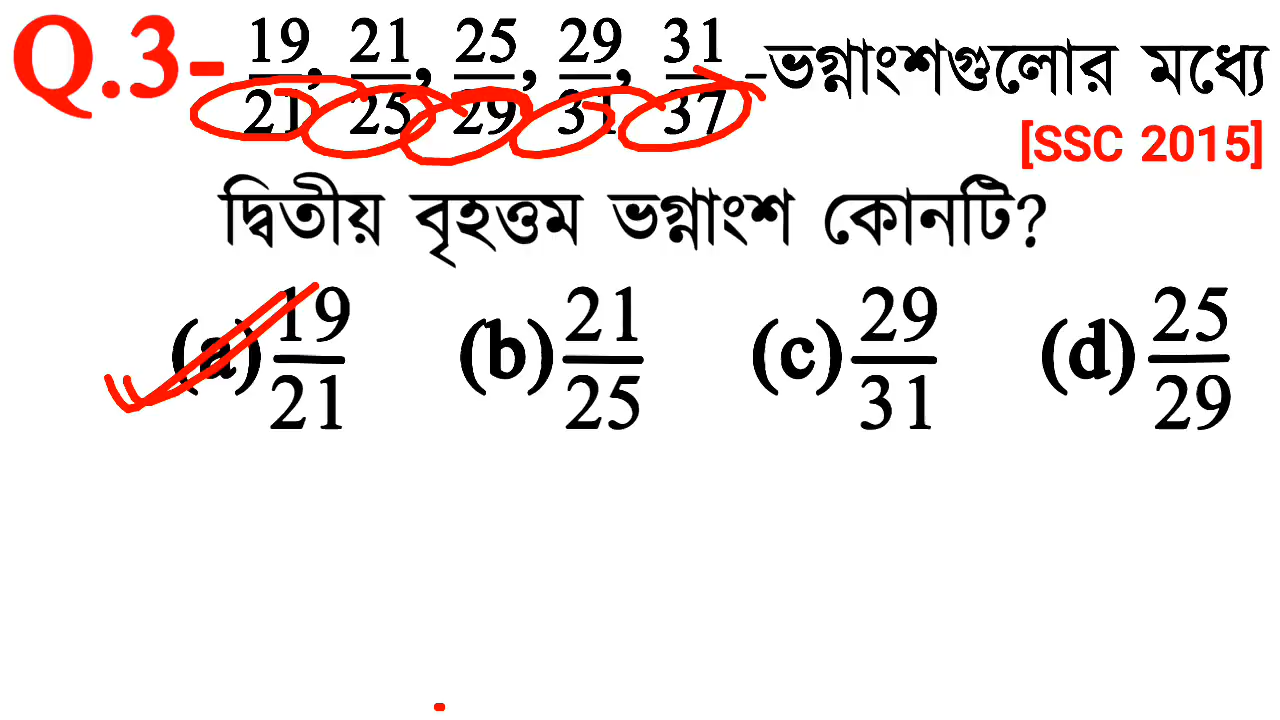 Q.3- 19/21, 21/25, 25/29, 29/31, 31/37 -ভগ্নাংশগুলোর মধ্যে
[SSC 2015]
দ্বিতীয় বৃহত্তম ভগ্নাংশ কোনটি?
(a) 19/21 (b) 21/25 (c) 29/31 (d) 25/29